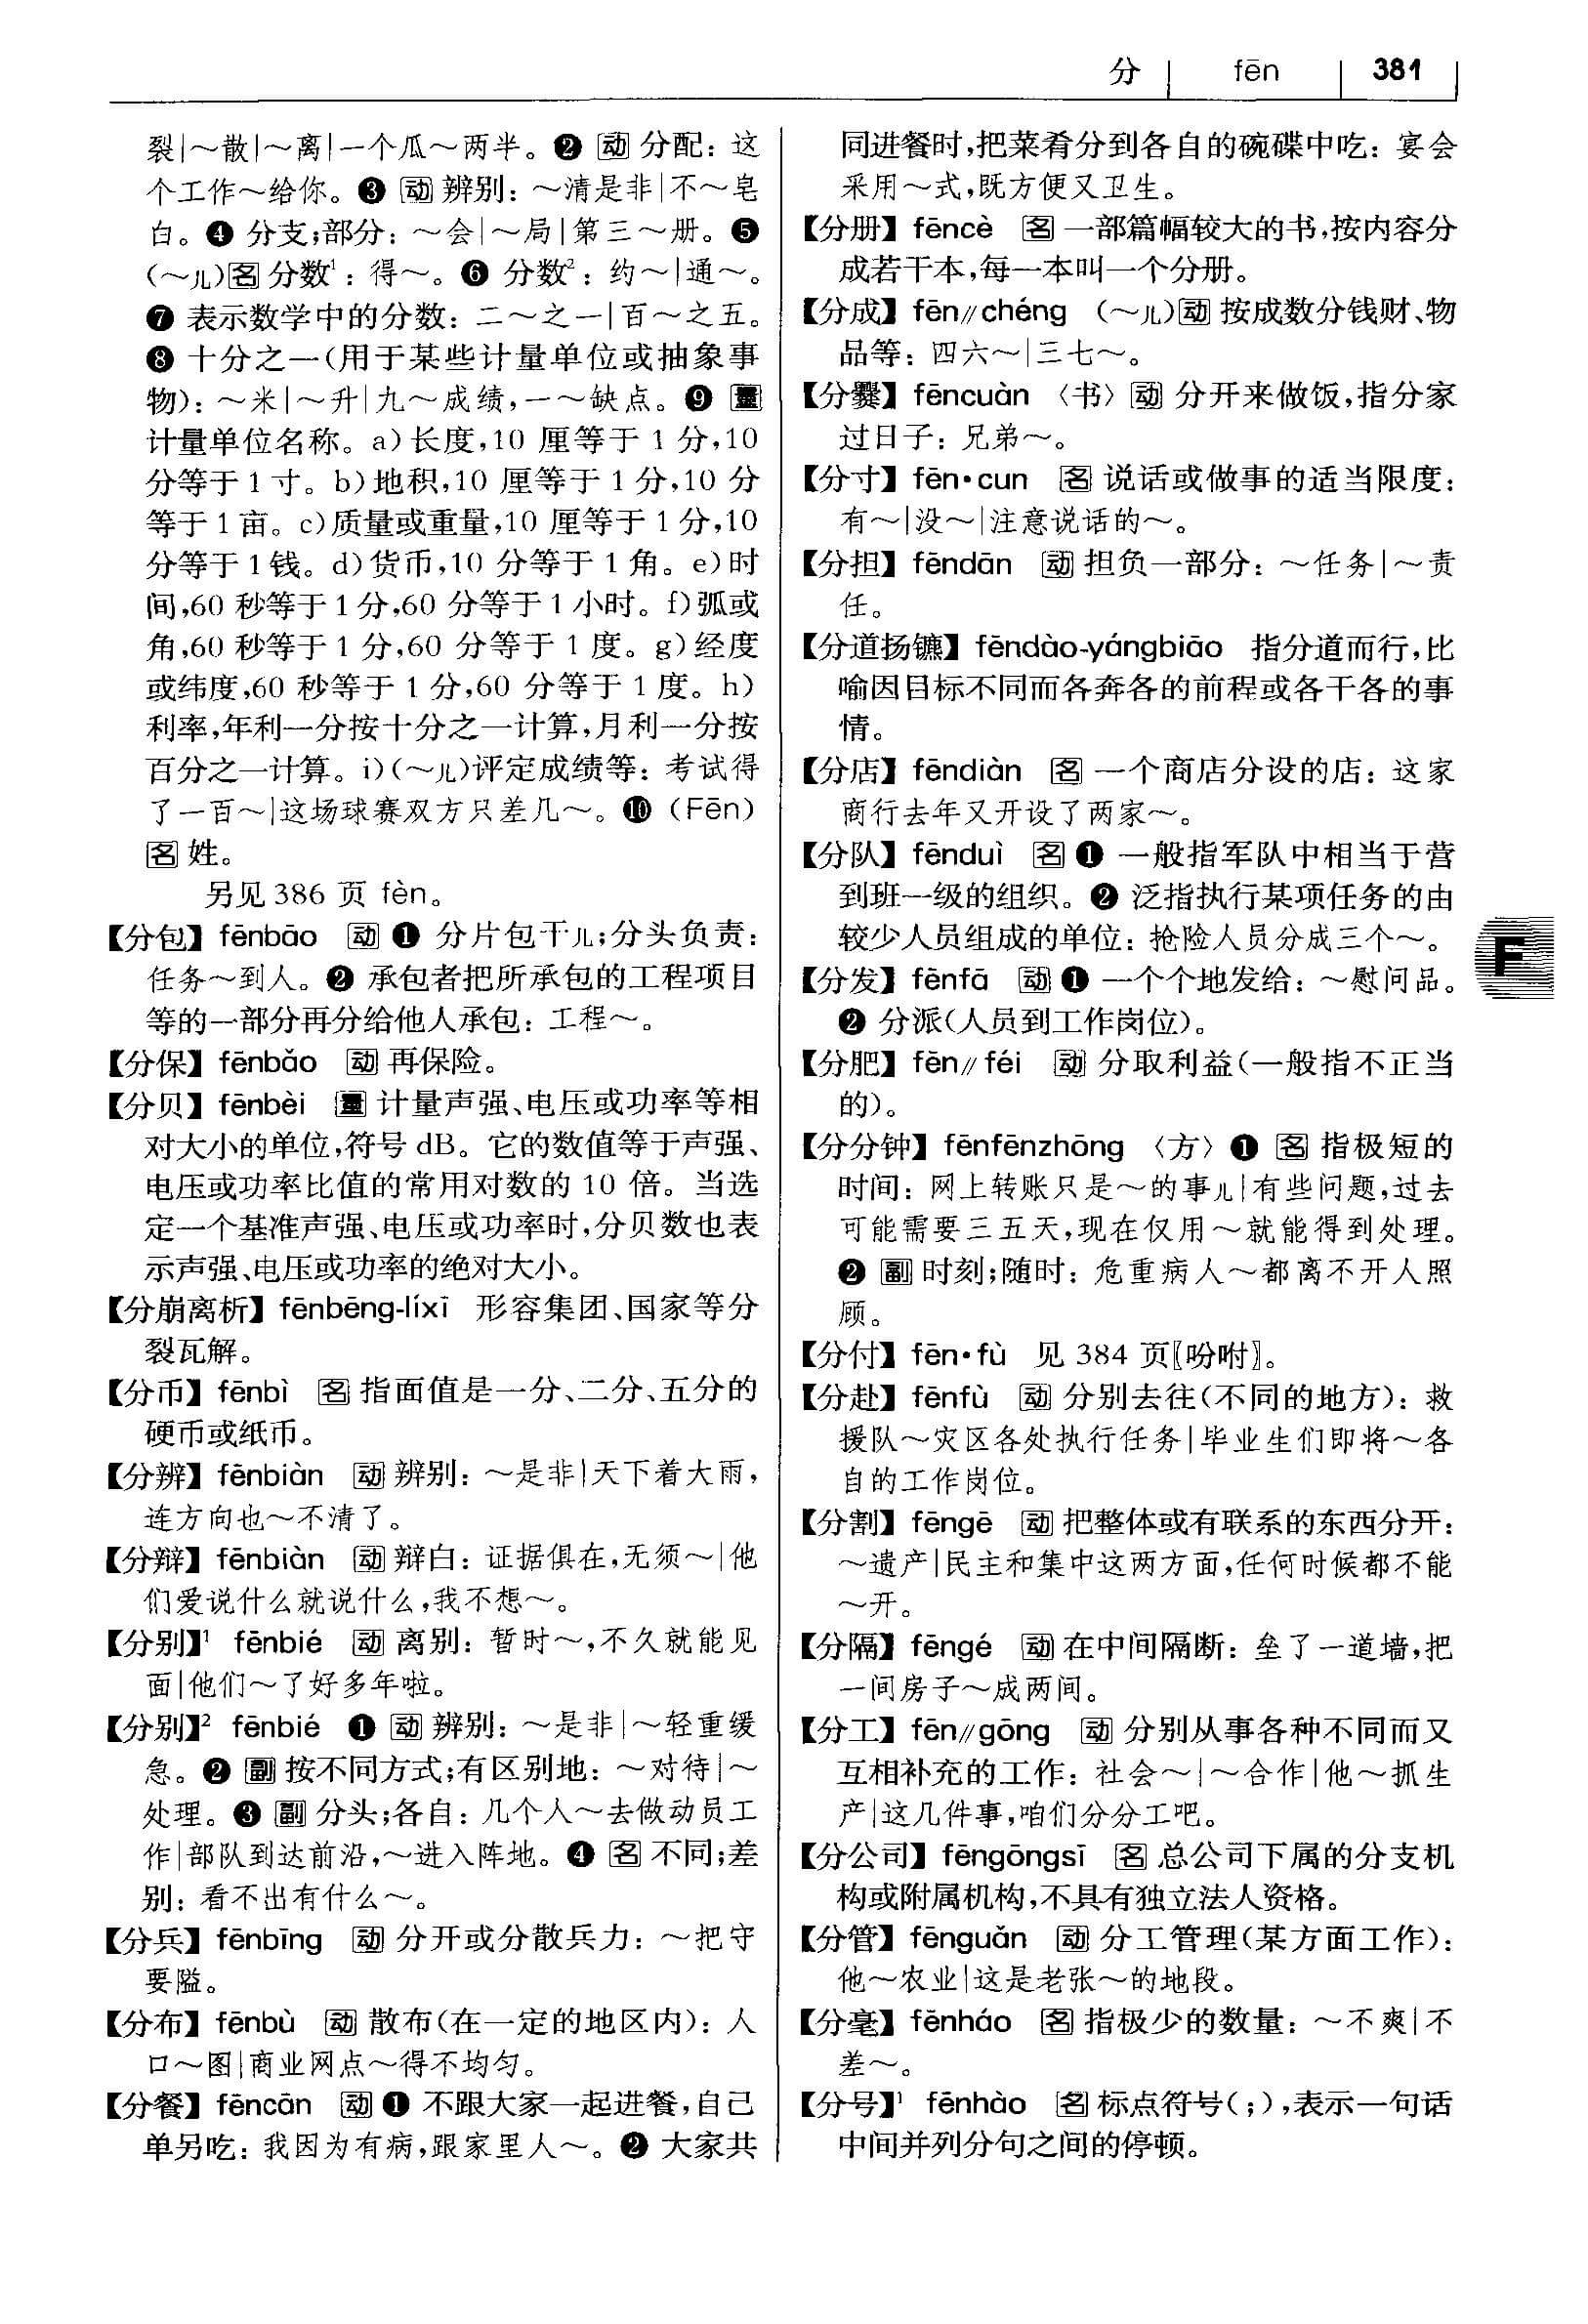 分 fēn 381
裂|～散|～离|一个瓜～两半。❷ 动 分配：这
个工作～给你。❸ 动 辨别：～清是非|不～皂
白。❹ 分支;部分：～会|～局|第三～册。❺
(～儿)名 分数¹：得～。❻ 分数²：约～|通～。
❼ 表示数学中的分数：二～之一|百～之五。
❽ 十分之一(用于某些计量单位或抽象事
物)：～米|～升|九～成绩,一～缺点。❾ 量
计量单位名称。a)长度,10 厘等于 1 分,10
分等于 1 寸。b)地积,10 厘等于 1 分,10 分
等于 1 亩。c)质量或重量,10 厘等于 1 分,10
分等于 1 钱。d)货币,10 分等于 1 角。e)时
间,60 秒等于 1 分,60 分等于 1 小时。f)弧或
角,60 秒等于 1 分,60 分等于 1 度。g)经度
或纬度,60 秒等于 1 分,60 分等于 1 度。h)
利率,年利一分按十分之一计算,月利一分按
百分之一计算。i)(～儿)评定成绩等：考试得
了一百～|这场球赛双方只差几～。❿ (Fēn)
名 姓。
另见 386 页 fèn。
【分包】fēnbāo 动 ❶ 分片包干儿;分头负责：
任务～到人。❷ 承包者把所承包的工程项目
等的一部分再分给他人承包：工程～。
【分保】fēnbǎo 动 再保险。
【分贝】fēnbèi 量 计量声强、电压或功率等相
对大小的单位,符号 dB。它的数值等于声强、
电压或功率比值的常用对数的 10 倍。当选
定一个基准声强、电压或功率时,分贝数也表
示声强、电压或功率的绝对大小。
【分崩离析】fēnbēng-líxī 形容集团、国家等分
裂瓦解。
【分币】fēnbì 名 指面值是一分、二分、五分的
硬币或纸币。
【分辨】fēnbiàn 动 辨别：～是非|天下着大雨,
连方向也～不清了。
【分辩】fēnbiàn 动 辩白：证据俱在,无须～|他
们爱说什么就说什么,我不想～。
【分别】¹ fēnbié 动 离别：暂时～,不久就能见
面|他们～了好多年啦。
【分别】² fēnbié ❶ 动 辨别：～是非|～轻重缓
急。❷ 副 按不同方式;有区别地：～对待|～
处理。❸ 副 分头;各自：几个人～去做动员工
作|部队到达前沿,～进入阵地。❹ 名 不同;差
别：看不出有什么～。
【分兵】fēnbīng 动 分开或分散兵力：～把守
要隘。
【分布】fēnbù 动 散布(在一定的地区内)：人
口～图|商业网点～得不均匀。
【分餐】fēncān 动 ❶ 不跟大家一起进餐,自己
单另吃：我因为有病,跟家里人～。❷ 大家共
同进餐时,把菜肴分到各自的碗碟中吃：宴会
采用～式,既方便又卫生。
【分册】fēncè 名 一部篇幅较大的书,按内容分
成若干本,每一本叫一个分册。
【分成】fēn∥chéng (～儿)动 按成数分钱财、物
品等：四六～|三七～。
【分爨】fēncuàn 〈书〉动 分开来做饭,指分家
过日子：兄弟～。
【分寸】fēn•cun 名 说话或做事的适当限度：
有～|没～|注意说话的～。
【分担】fēndān 动 担负一部分：～任务|～责
任。
【分道扬镳】fēndào-yángbiāo 指分道而行,比
喻因目标不同而各奔各的前程或各干各的事
情。
【分店】fēndiàn 名 一个商店分设的店：这家
商行去年又开设了两家～。
【分队】fēnduì 名 ❶ 一般指军队中相当于营
到班一级的组织。❷ 泛指执行某项任务的由
较少人员组成的单位：抢险人员分成三个～。
【分发】fēnfā 动 ❶ 一个个地发给：～慰问品。
❷ 分派(人员到工作岗位)。
【分肥】fēn∥féi 动 分取利益(一般指不正当
的)。
【分分钟】fēnfēnzhōng 〈方〉❶ 名 指极短的
时间：网上转账只是～的事儿|有些问题,过去
可能需要三五天,现在仅用～就能得到处理。
❷ 副 时刻;随时：危重病人～都离不开人照
顾。
【分付】fēn•fù 见 384 页〖吩咐〗。
【分赴】fēnfù 动 分别去往(不同的地方)：救
援队～灾区各处执行任务|毕业生们即将～各
自的工作岗位。
【分割】fēngē 动 把整体或有联系的东西分开：
～遗产|民主和集中这两方面,任何时候都不能
～开。
【分隔】fēngé 动 在中间隔断：垒了一道墙,把
一间房子～成两间。
【分工】fēn∥gōng 动 分别从事各种不同而又
互相补充的工作：社会～|～合作|他～抓生
产|这几件事,咱们分分工吧。
【分公司】fēngōngsī 名 总公司下属的分支机
构或附属机构,不具有独立法人资格。
【分管】fēnguǎn 动 分工管理(某方面工作)：
他～农业|这是老张～的地段。
【分毫】fēnháo 名 指极少的数量：～不爽|不
差～。
【分号】¹ fēnhào 名 标点符号(;),表示一句话
中间并列分句之间的停顿。
F